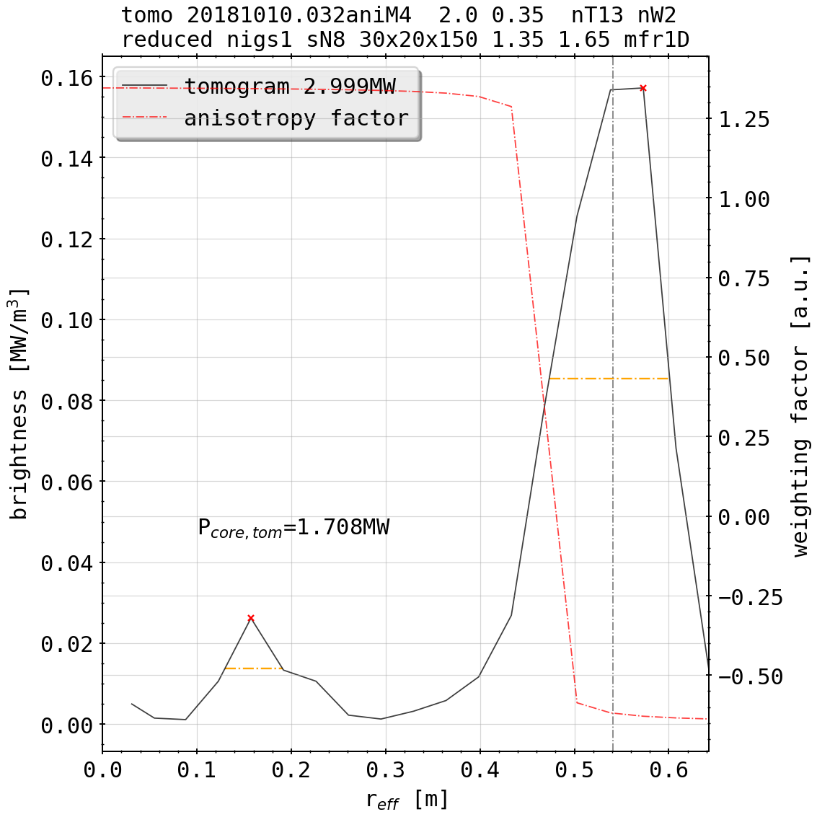 tomo 20181010.032aniM4  2.0 0.35  nT13 nW2
reduced nigs1 sN8 30x20x150 1.35 1.65 mfr1D
tomogram 2.999MW
anisotropy factor
brightness [MW/m³]
0.16
0.14
0.12
0.10
0.08
0.06
0.04
0.02
0.00
P_core,tom=1.708MW
1.25
1.00
0.75
0.50
0.25
0.00
−0.25
−0.50
weighting factor [a.u.]
0.0 0.1 0.2 0.3 0.4 0.5 0.6
r_eff [m]